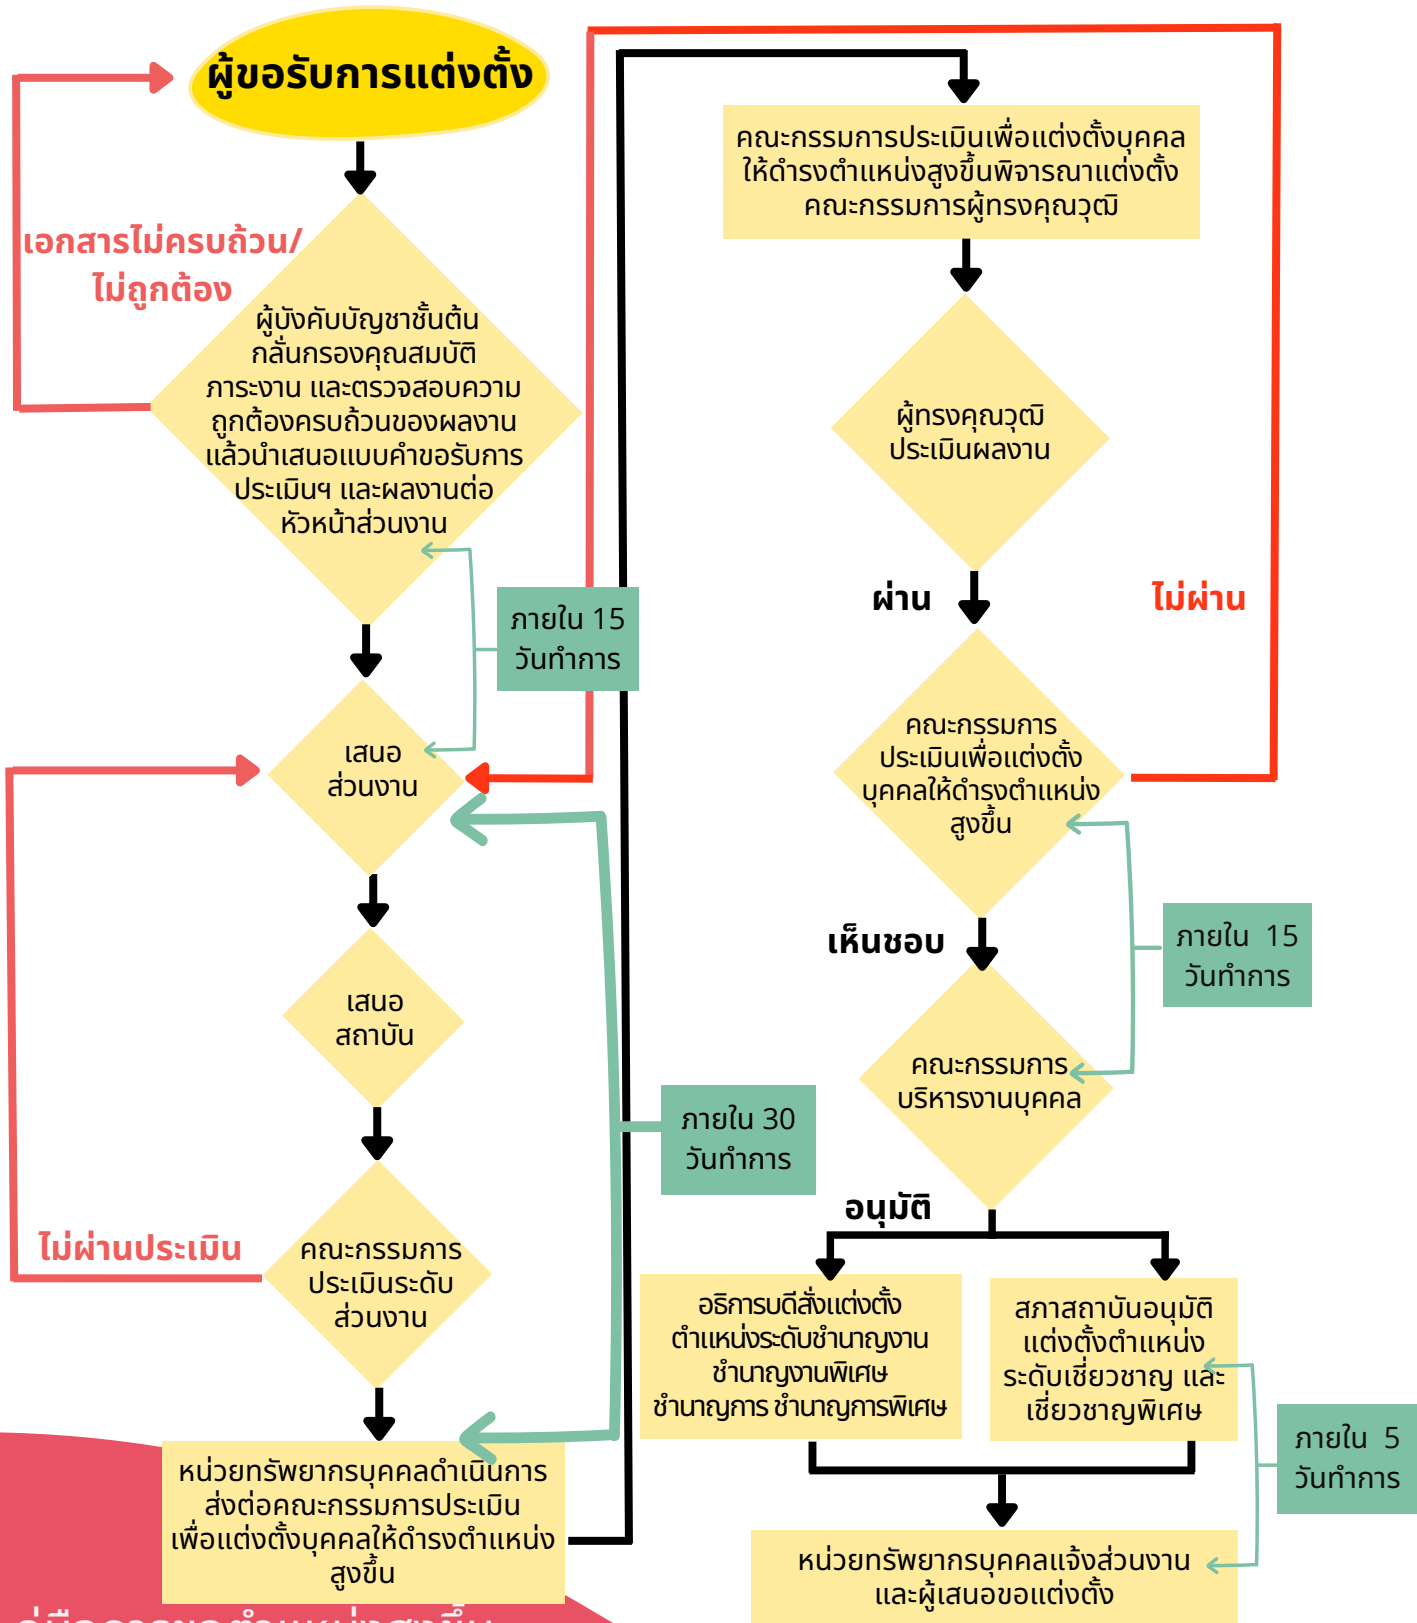 ผู้ขอรับการแต่งตั้ง
เอกสารไม่ครบถ้วน/
ไม่ถูกต้อง
ผู้บังคับบัญชาชั้นต้น
กลั่นกรองคุณสมบัติ
ภาระงาน และตรวจสอบความ
ถูกต้องครบถ้วนของผลงาน
แล้วนำเสนอแบบคำขอรับการ
ประเมินฯ และผลงานต่อ
หัวหน้าส่วนงาน
ภายใน 15
วันทำการ
เสนอ
ส่วนงาน
เสนอ
สถาบัน
ภายใน 30
วันทำการ
ไม่ผ่านประเมิน
คณะกรรมการ
ประเมินระดับ
ส่วนงาน
หน่วยทรัพยากรบุคคลดำเนินการ
ส่งต่อคณะกรรมการประเมิน
เพื่อแต่งตั้งบุคคลให้ดำรงตำแหน่ง
สูงขึ้น
คู่มือการขอตำแหน่งสูงขึ้น
คณะกรรมการประเมินเพื่อแต่งตั้งบุคคล
ให้ดำรงตำแหน่งสูงขึ้นพิจารณาแต่งตั้ง
คณะกรรมการผู้ทรงคุณวุฒิ
ผู้ทรงคุณวุฒิ
ประเมินผลงาน
ผ่าน
ไม่ผ่าน
คณะกรรมการ
ประเมินเพื่อแต่งตั้ง
บุคคลให้ดำรงตำแหน่ง
สูงขึ้น
เห็นชอบ
ภายใน 15
วันทำการ
คณะกรรมการ
บริหารงานบุคคล
อนุมัติ
อธิการบดีสั่งแต่งตั้ง
ตำแหน่งระดับชำนาญงาน
ชำนาญงานพิเศษ
ชำนาญการ ชำนาญการพิเศษ
สภาสถาบันอนุมัติ
แต่งตั้งตำแหน่ง
ระดับเชี่ยวชาญ และ
เชี่ยวชาญพิเศษ
ภายใน 5
วันทำการ
หน่วยทรัพยากรบุคคลแจ้งส่วนงาน
และผู้เสนอขอแต่งตั้ง